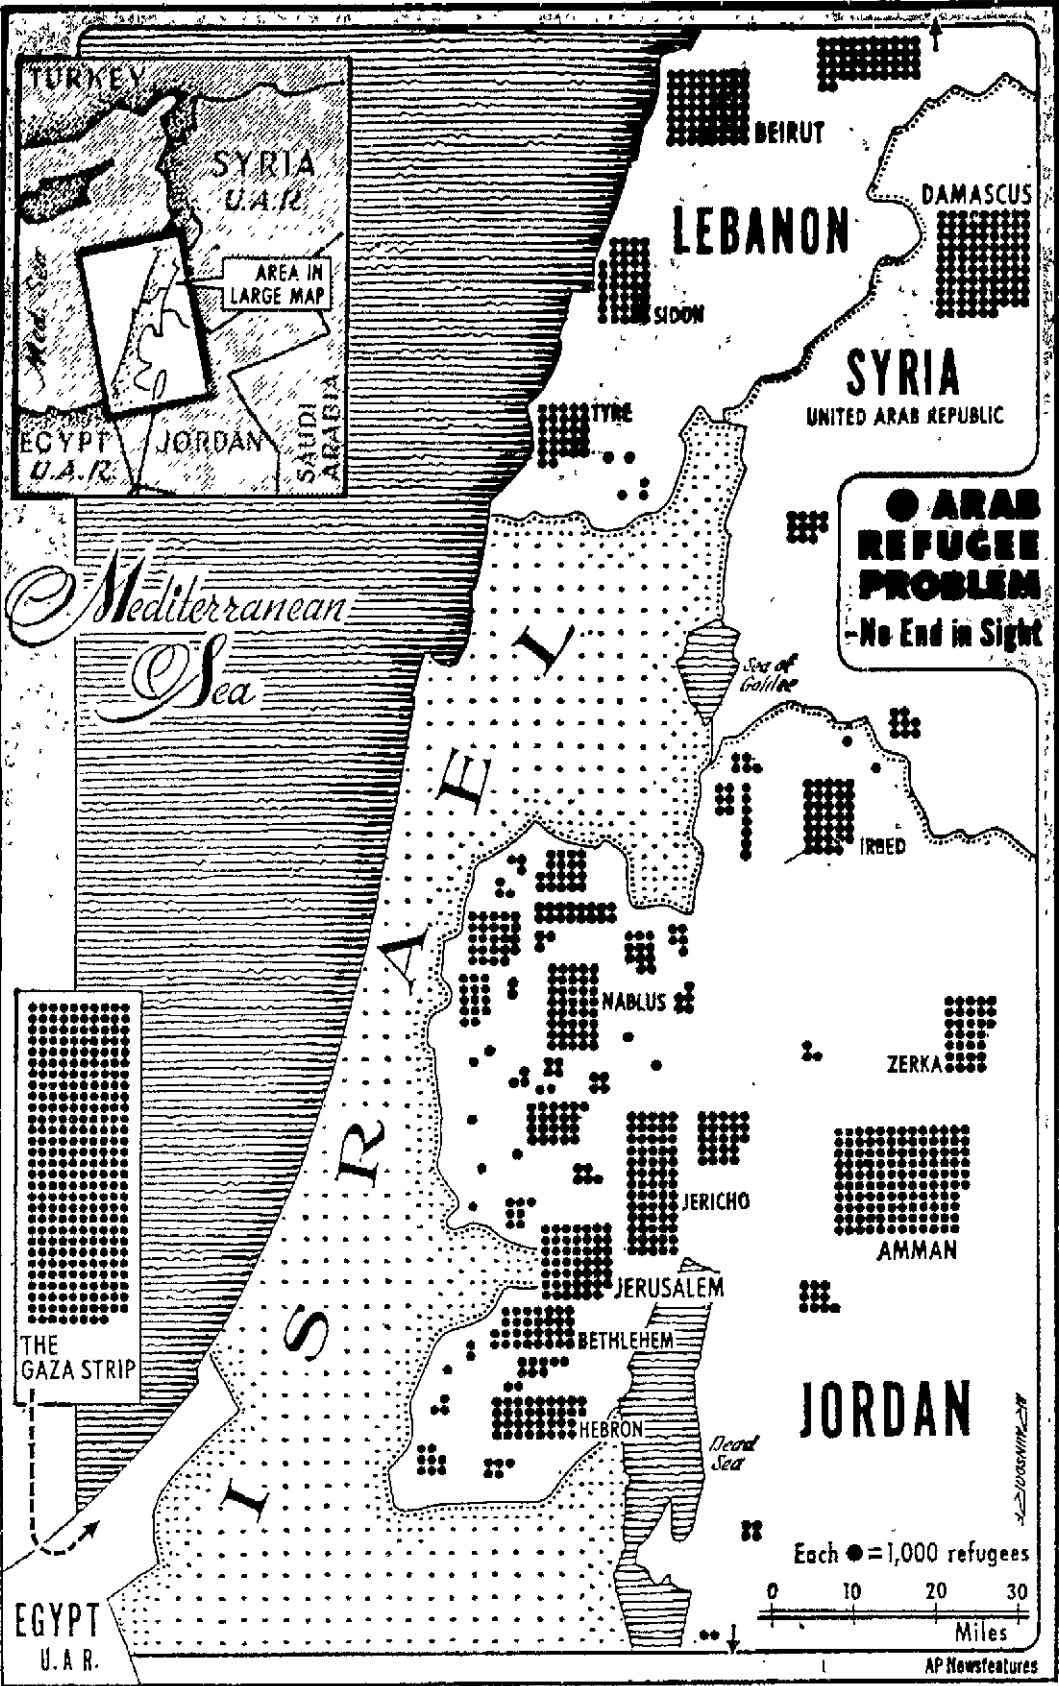 TURKEY
SYRIA
U.A.R.
AREA IN
LARGE MAP
Med. Sea
EGYPT
U.A.R.
JORDAN
SAUDI
ARABIA
BEIRUT
LEBANON
DAMASCUS
SIDON
SYRIA
UNITED ARAB REPUBLIC
TYRE
● ARAB
REFUGEE
PROBLEM
-No End in Sight
Mediterranean
Sea
Sea of
Galilee
ISRAEL
IRBED
NABLUS
ZERKA
JERICHO
AMMAN
JERUSALEM
THE
GAZA STRIP
BETHLEHEM
HEBRON
JORDAN
Dead
Sea
Each ● = 1,000 refugees
0 10 20 30
Miles
EGYPT
U.A.R.
AP Newsfeatures